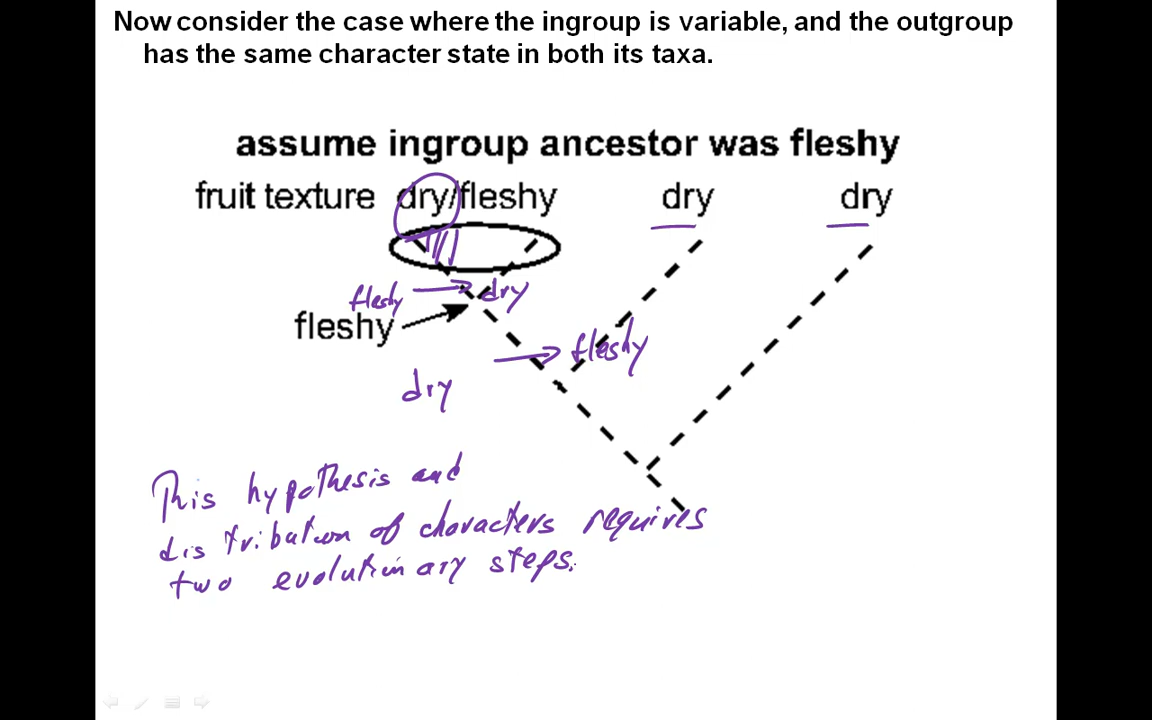 Now consider the case where the ingroup is variable, and the outgroup
has the same character state in both its taxa.
assume ingroup ancestor was fleshy
fruit texture dry/fleshy dry dry
fleshy → dry
fleshy
→ fleshy
dry
This hypothesis and
distribution of characters requires
two evolutionary steps.